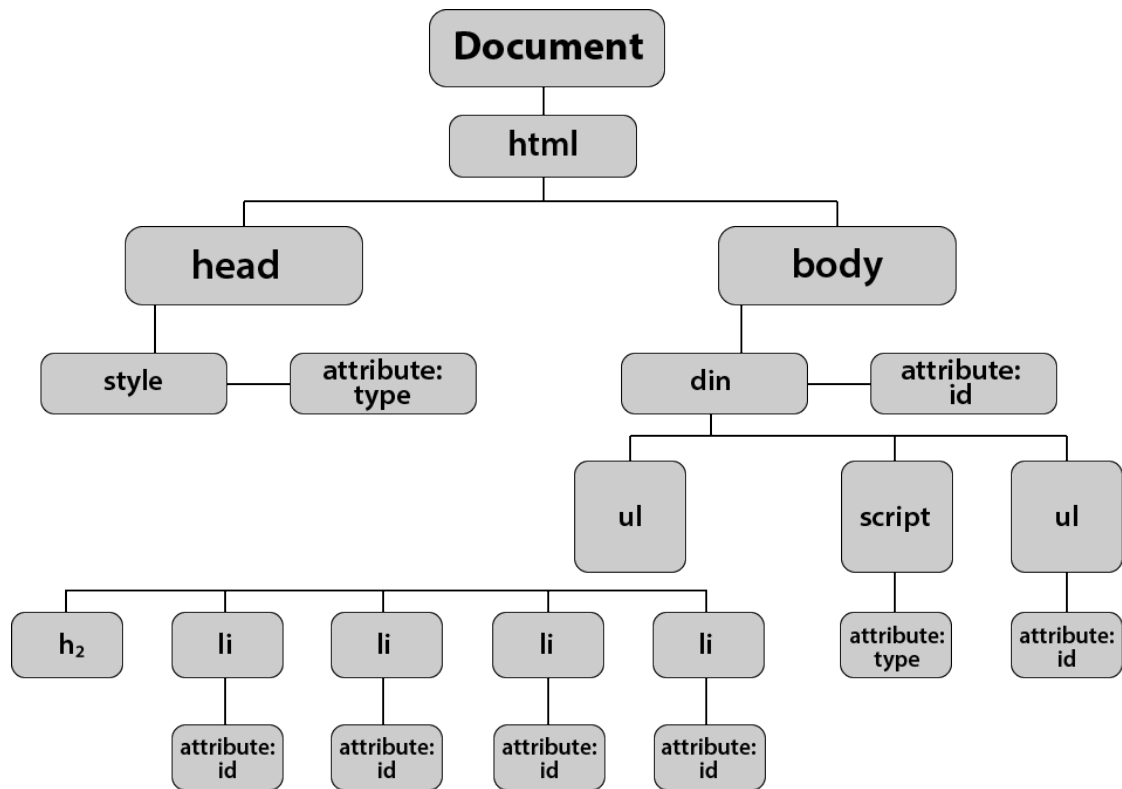 Document
html
head
body
style
attribute:
type
din
attribute:
id
ul
script
ul
h₂
li
li
li
li
attribute:
type
attribute:
id
attribute:
id
attribute:
id
attribute:
id
attribute:
id